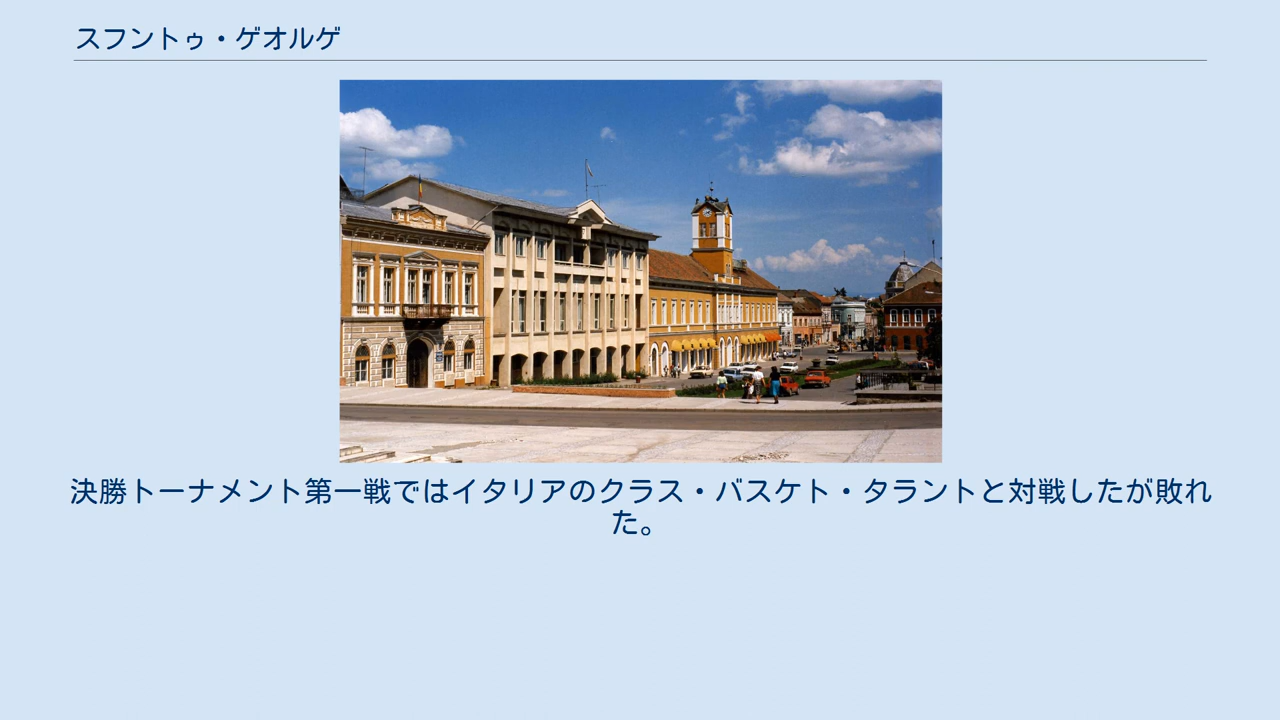 スフントゥ・ゲオルゲ
決勝トーナメント第一戦ではイタリアのクラス・バスケト・タラントと対戦したが敗れ
た。